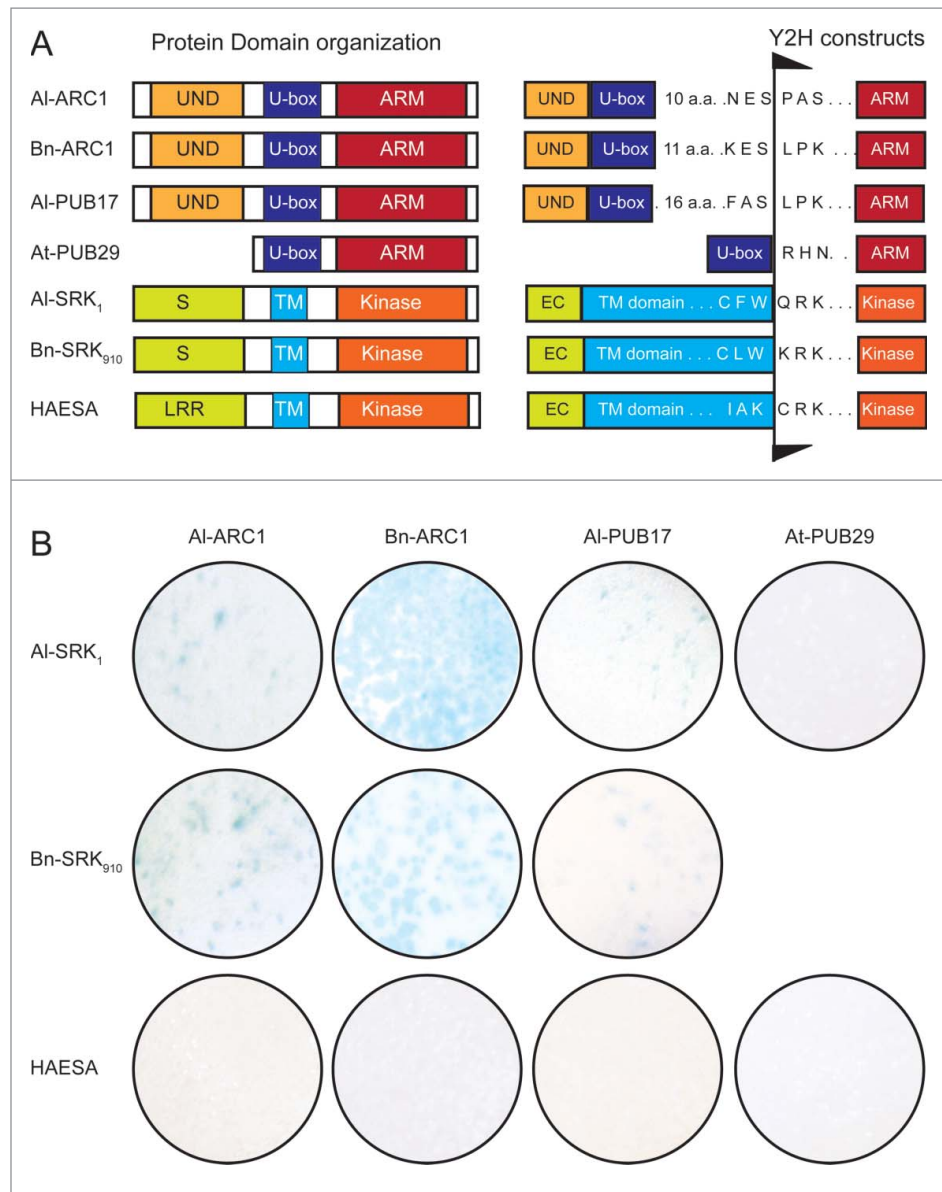 A Protein Domain organization Y2H constructs
Al-ARC1 UND U-box ARM UND U-box 10 a.a. .N E S P A S . . . ARM
Bn-ARC1 UND U-box ARM UND U-box 11 a.a. .K E S L P K . . . ARM
Al-PUB17 UND U-box ARM UND U-box . 16 a.a. .F A S L P K . . . ARM
At-PUB29 U-box ARM U-box R H N. . . ARM
Al-SRK₁ S TM Kinase EC TM domain . . . C F W Q R K . . . Kinase
Bn-SRK₉₁₀ S TM Kinase EC TM domain . . . C L W K R K . . . Kinase
HAESA LRR TM Kinase EC TM domain . . . I A K C R K . . . Kinase
B Al-ARC1 Bn-ARC1 Al-PUB17 At-PUB29
Al-SRK₁
Bn-SRK₉₁₀
HAESA